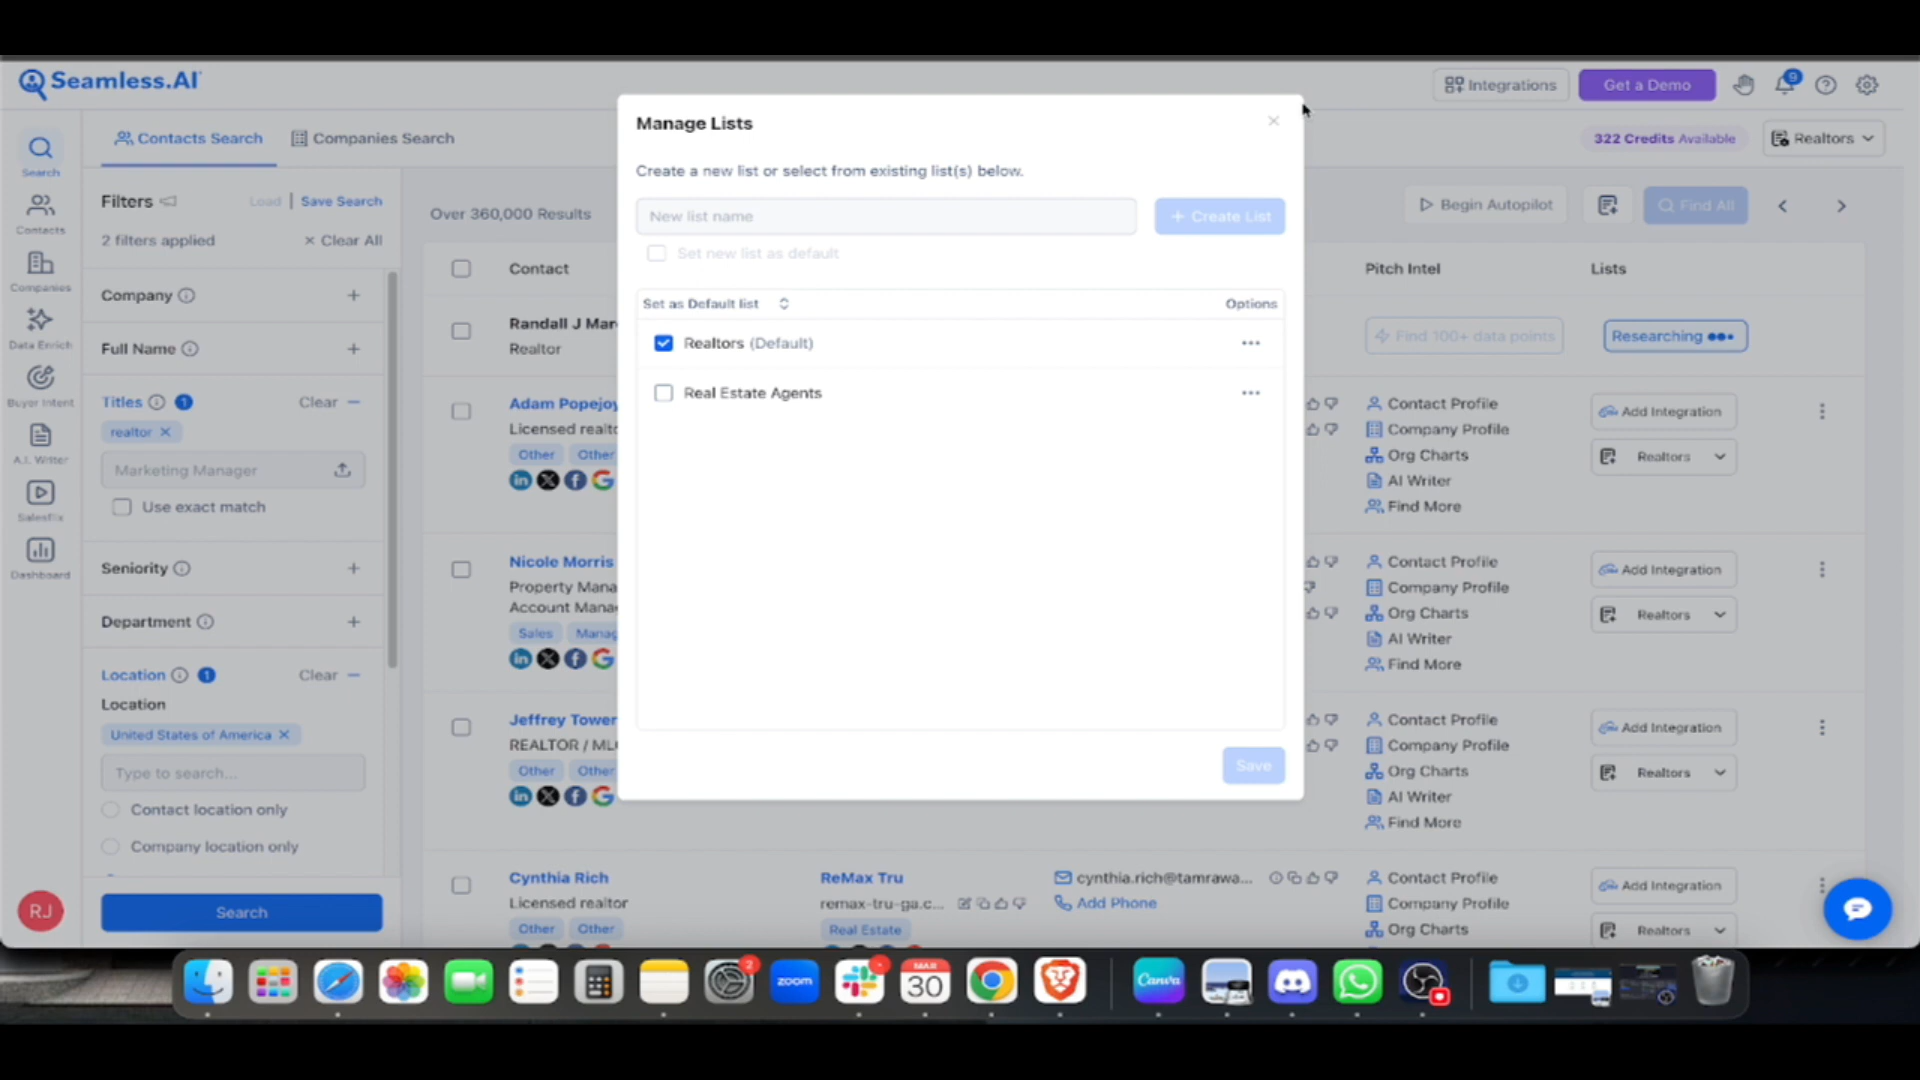 Seamless.AI
Integrations
Get a Demo
9
Contacts Search
Companies Search
322 Credits Available
Realtors
Search
Contacts
Companies
Data Enrich
Buyer Intent
A.I. Writer
Salesflix
Dashboard
RJ
Filters
Load | Save Search
2 filters applied
× Clear All
Company
Full Name
Titles 1 Clear
realtor
Marketing Manager
Use exact match
Seniority
Department
Location 1 Clear
Location
United States of America
Type to search...
Contact location only
Company location only
Search
Over 360,000 Results
Begin Autopilot
Find All
Contact
Pitch Intel
Lists
Randall J Mar
Realtor
Find 100+ data points
Researching
Adam Popejoy
Licensed realto
Other Other
Contact Profile
Company Profile
Org Charts
AI Writer
Find More
Add Integration
Realtors
Nicole Morris
Property Mana
Account Mana
Sales Manag
Contact Profile
Company Profile
Org Charts
AI Writer
Find More
Add Integration
Realtors
Jeffrey Tower
REALTOR / ML
Other Other
Contact Profile
Company Profile
Org Charts
AI Writer
Find More
Add Integration
Realtors
Cynthia Rich
Licensed realtor
Other Other
ReMax Tru
remax-tru-ga.c...
Real Estate
cynthia.rich@tamrawa...
Add Phone
Contact Profile
Company Profile
Org Charts
Add Integration
Realtors
Manage Lists
Create a new list or select from existing list(s) below.
New list name
+ Create List
Set new list as default
Set as Default list
Options
Realtors (Default)
Real Estate Agents
Save
2
zoom
MAR
30
Canva